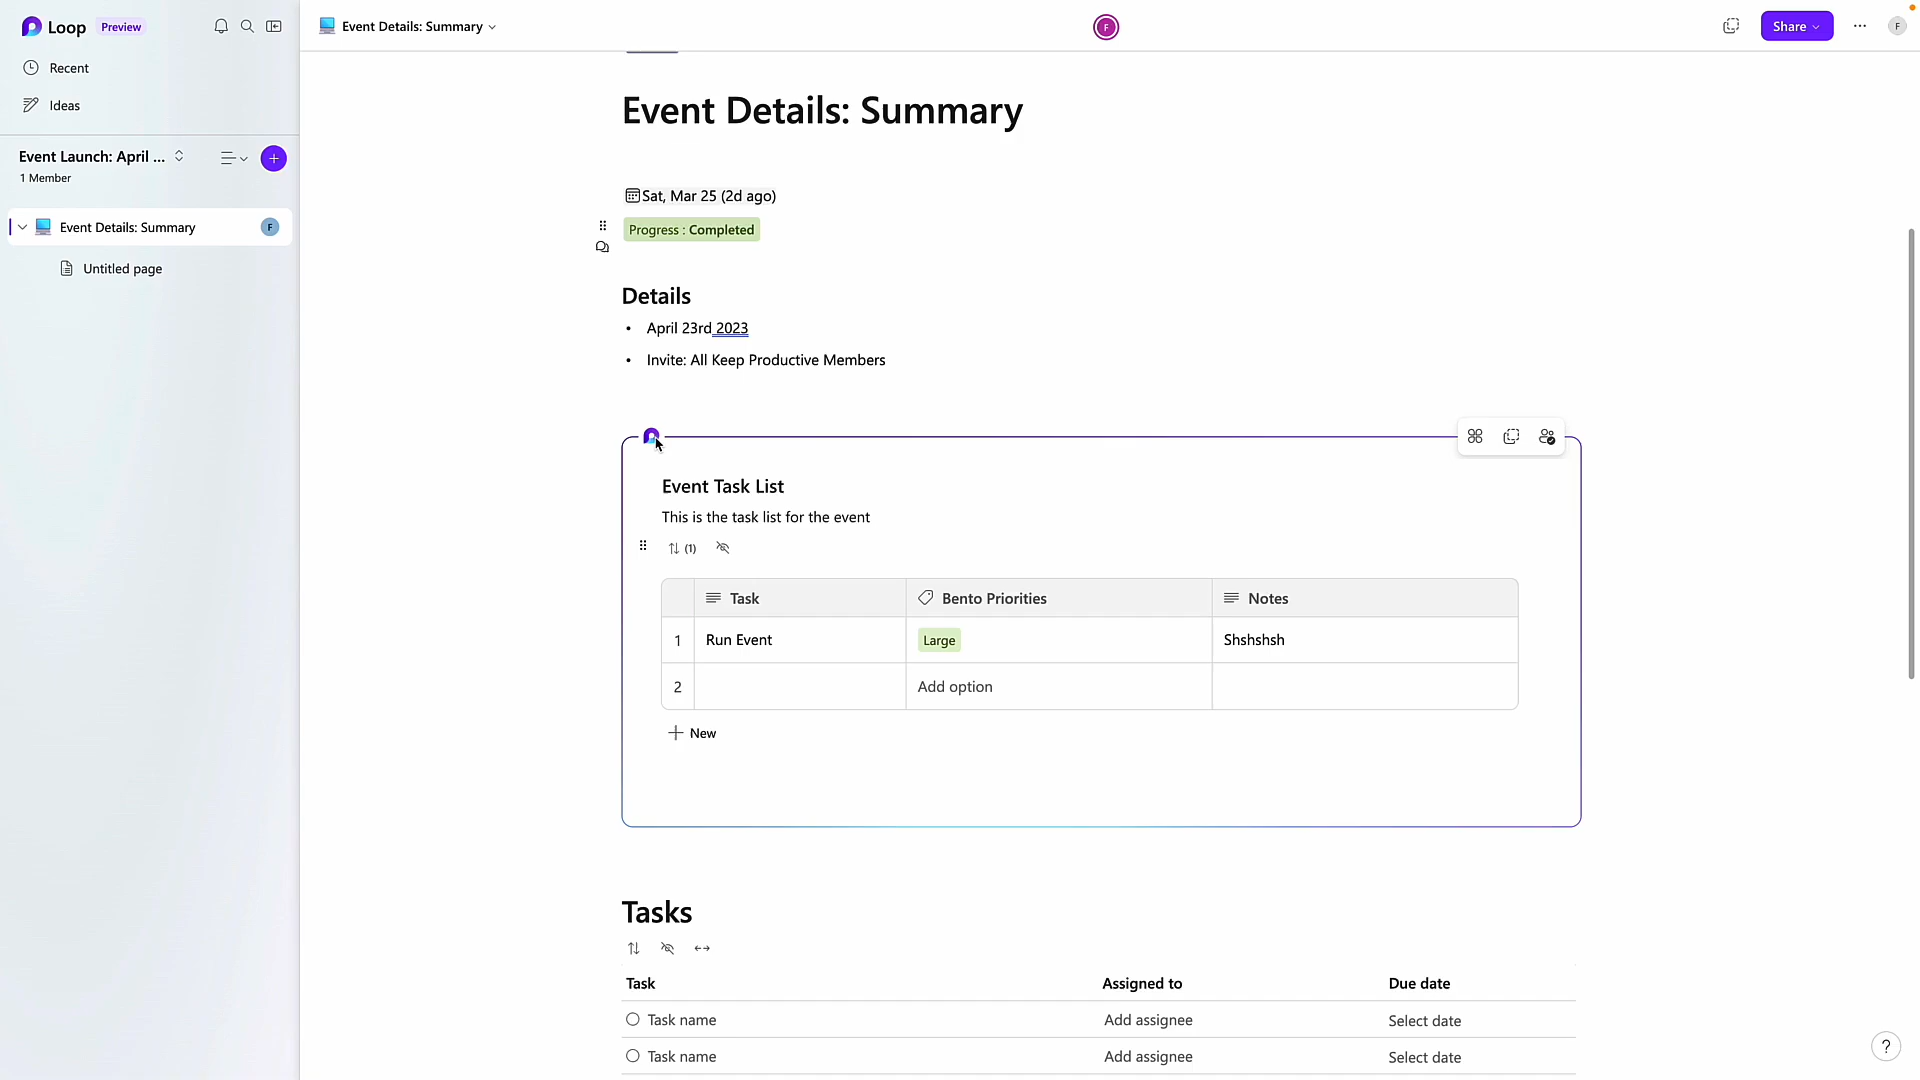 Loop Preview
Recent
Ideas
Event Launch: April ...
1 Member
Event Details: Summary F
Untitled page
Event Details: Summary
F
Share
F
Event Details: Summary
Sat, Mar 25 (2d ago)
Progress : Completed
Details
• April 23rd 2023
• Invite: All Keep Productive Members
Event Task List
This is the task list for the event
(1)
Task Bento Priorities Notes
1 Run Event Large Shshshsh
2 Add option
New
Tasks
Task Assigned to Due date
Task name Add assignee Select date
Task name Add assignee Select date
?